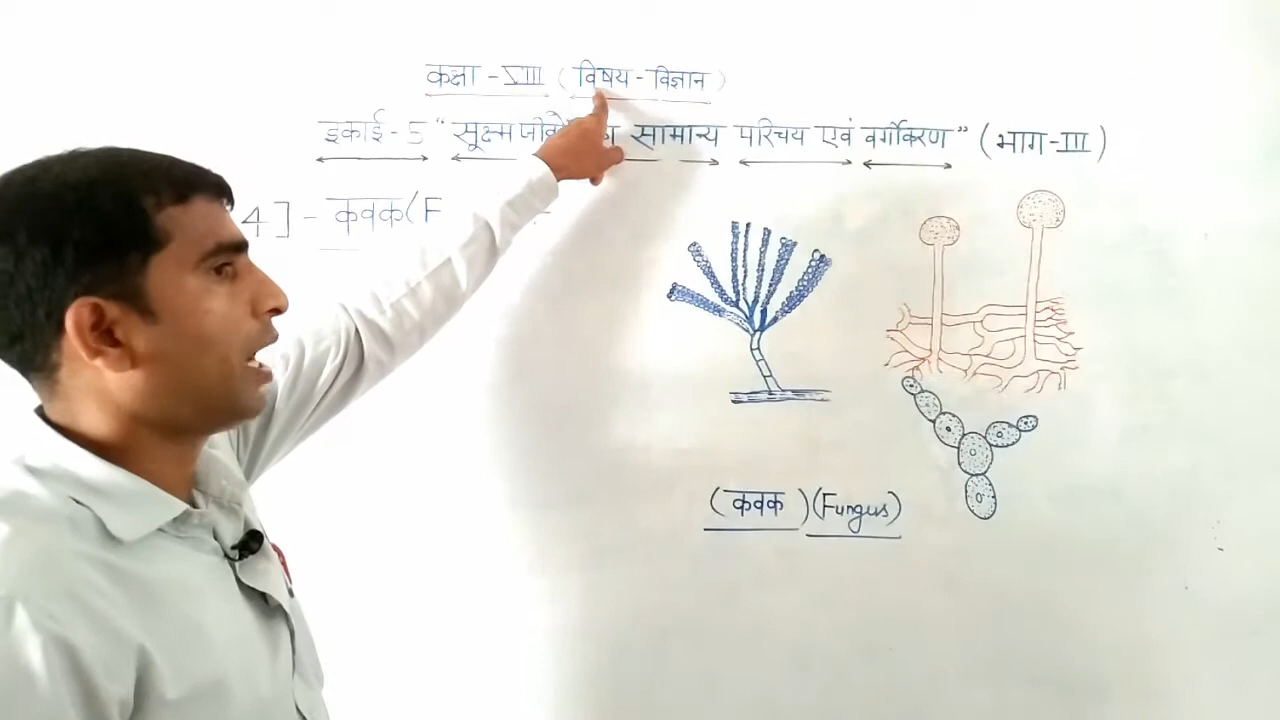 कक्षा - VIII (विषय - विज्ञान)
इकाई - 5 "सूक्ष्म जीवों का सामान्य परिचय एवं वर्गीकरण" (भाग - III)
4] - कवक (F
(कवक) (Fungus)